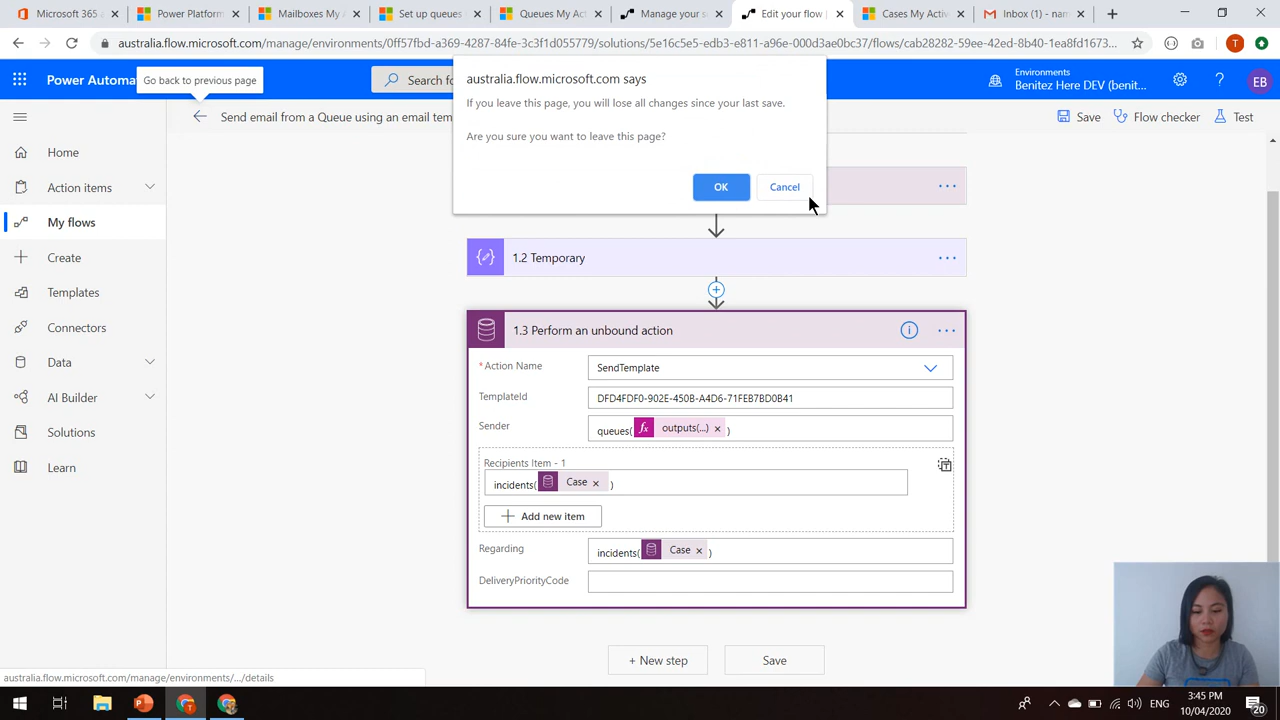 Microsoft 365 a
Power Platform
Mailboxes My A
Set up queues
Queues My Act
Manage your s
Edit your flow
Cases My Activ
Inbox (1) - nam
australia.flow.microsoft.com/manage/environments/0ff57fbd-a369-4287-84fe-3c3f1d055779/solutions/5e16c5e5-edb3-e811-a96e-000d3ae0bc37/flows/cab28282-59ee-42ed-8b40-1ea8fd1673...
T
Power Automa
Go back to previous page
Search fo
Environments
Benitez Here DEV (benit...
EB
australia.flow.microsoft.com says
If you leave this page, you will lose all changes since your last save.
Are you sure you want to leave this page?
OK
Cancel
Send email from a Queue using an email tem
Save
Flow checker
Test
Home
Action items
My flows
Create
Templates
Connectors
Data
AI Builder
Solutions
Learn
1.2 Temporary
1.3 Perform an unbound action
* Action Name
SendTemplate
TemplateId
DFD4FDF0-902E-450B-A4D6-71FEB7BD0B41
Sender
queues( fx outputs(...) × )
Recipients Item - 1
incidents( Case × )
Add new item
Regarding
incidents( Case × )
DeliveryPriorityCode
+ New step
Save
australia.flow.microsoft.com/manage/environments/.../details
ENG
3:45 PM
10/04/2020
20